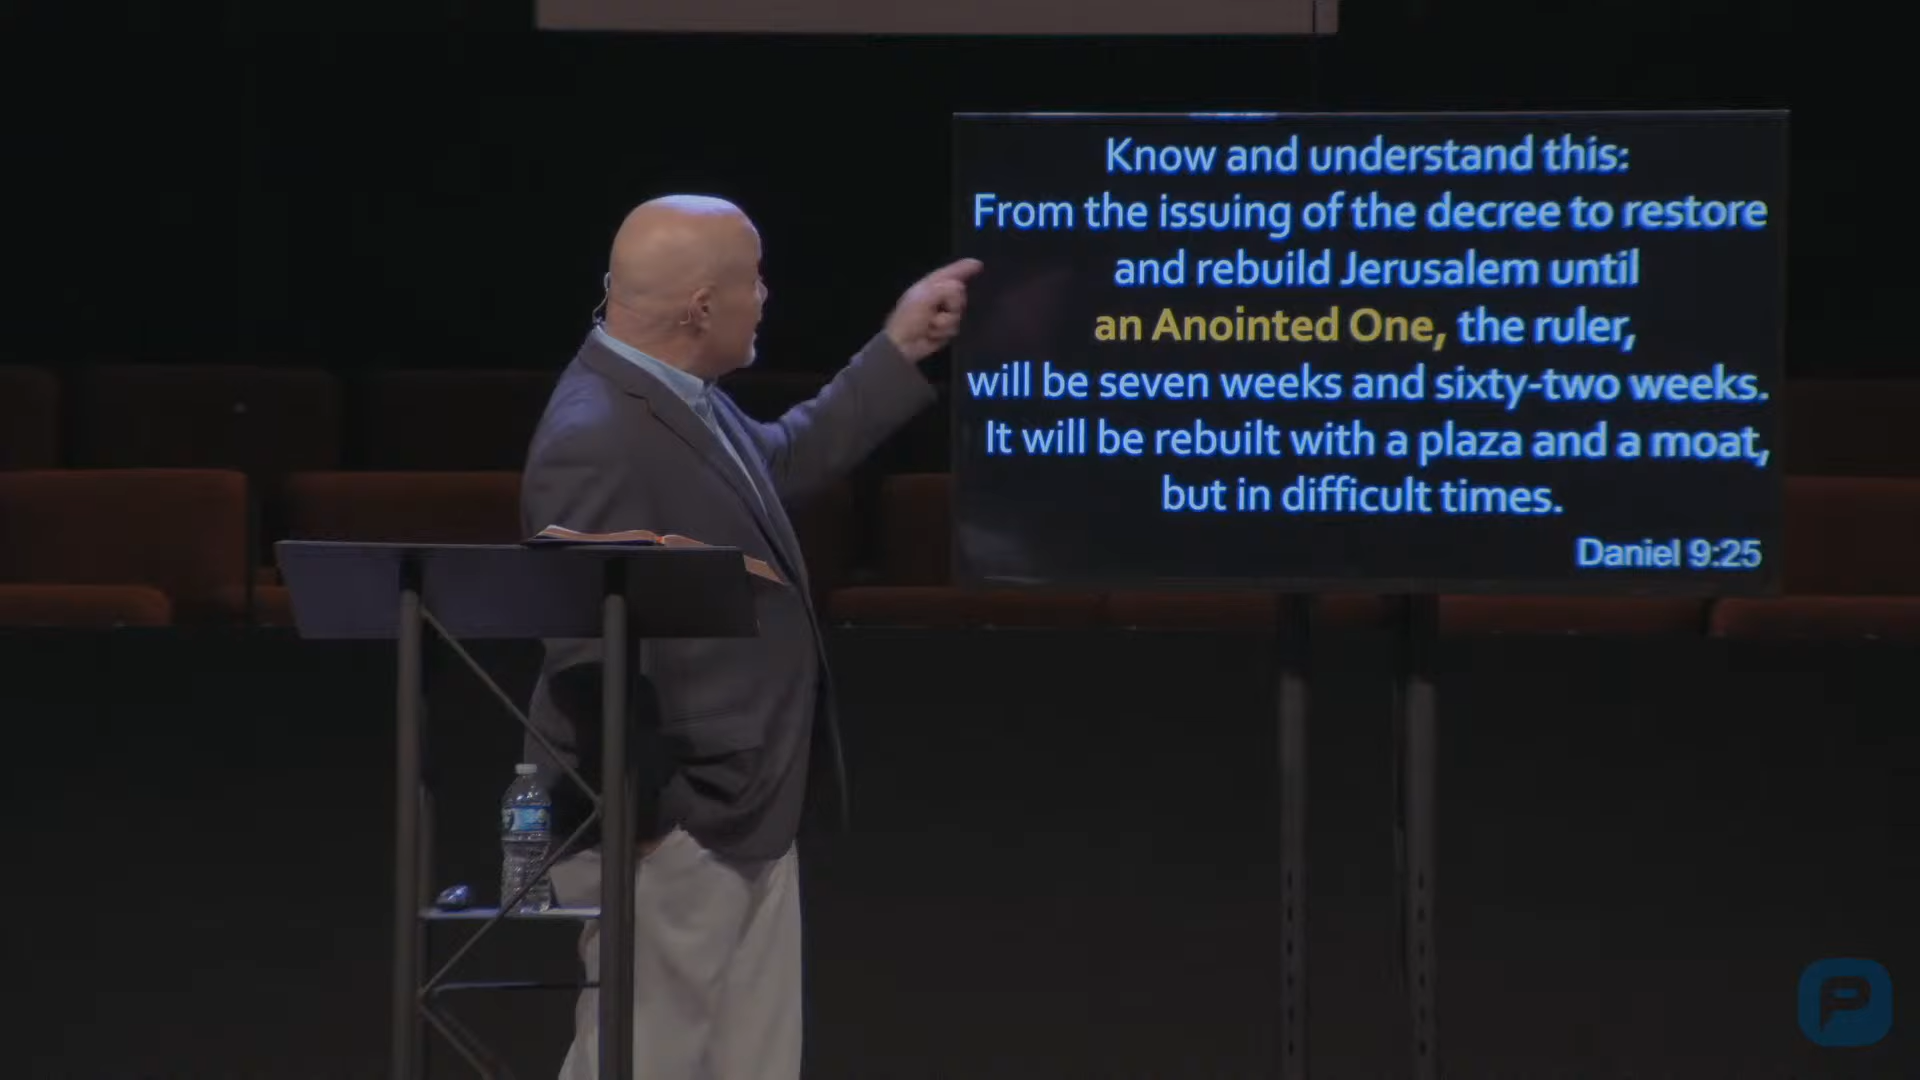 Know and understand this:
From the issuing of the decree to restore
and rebuild Jerusalem until
an Anointed One, the ruler,
will be seven weeks and sixty-two weeks.
It will be rebuilt with a plaza and a moat,
but in difficult times.
Daniel 9:25
P